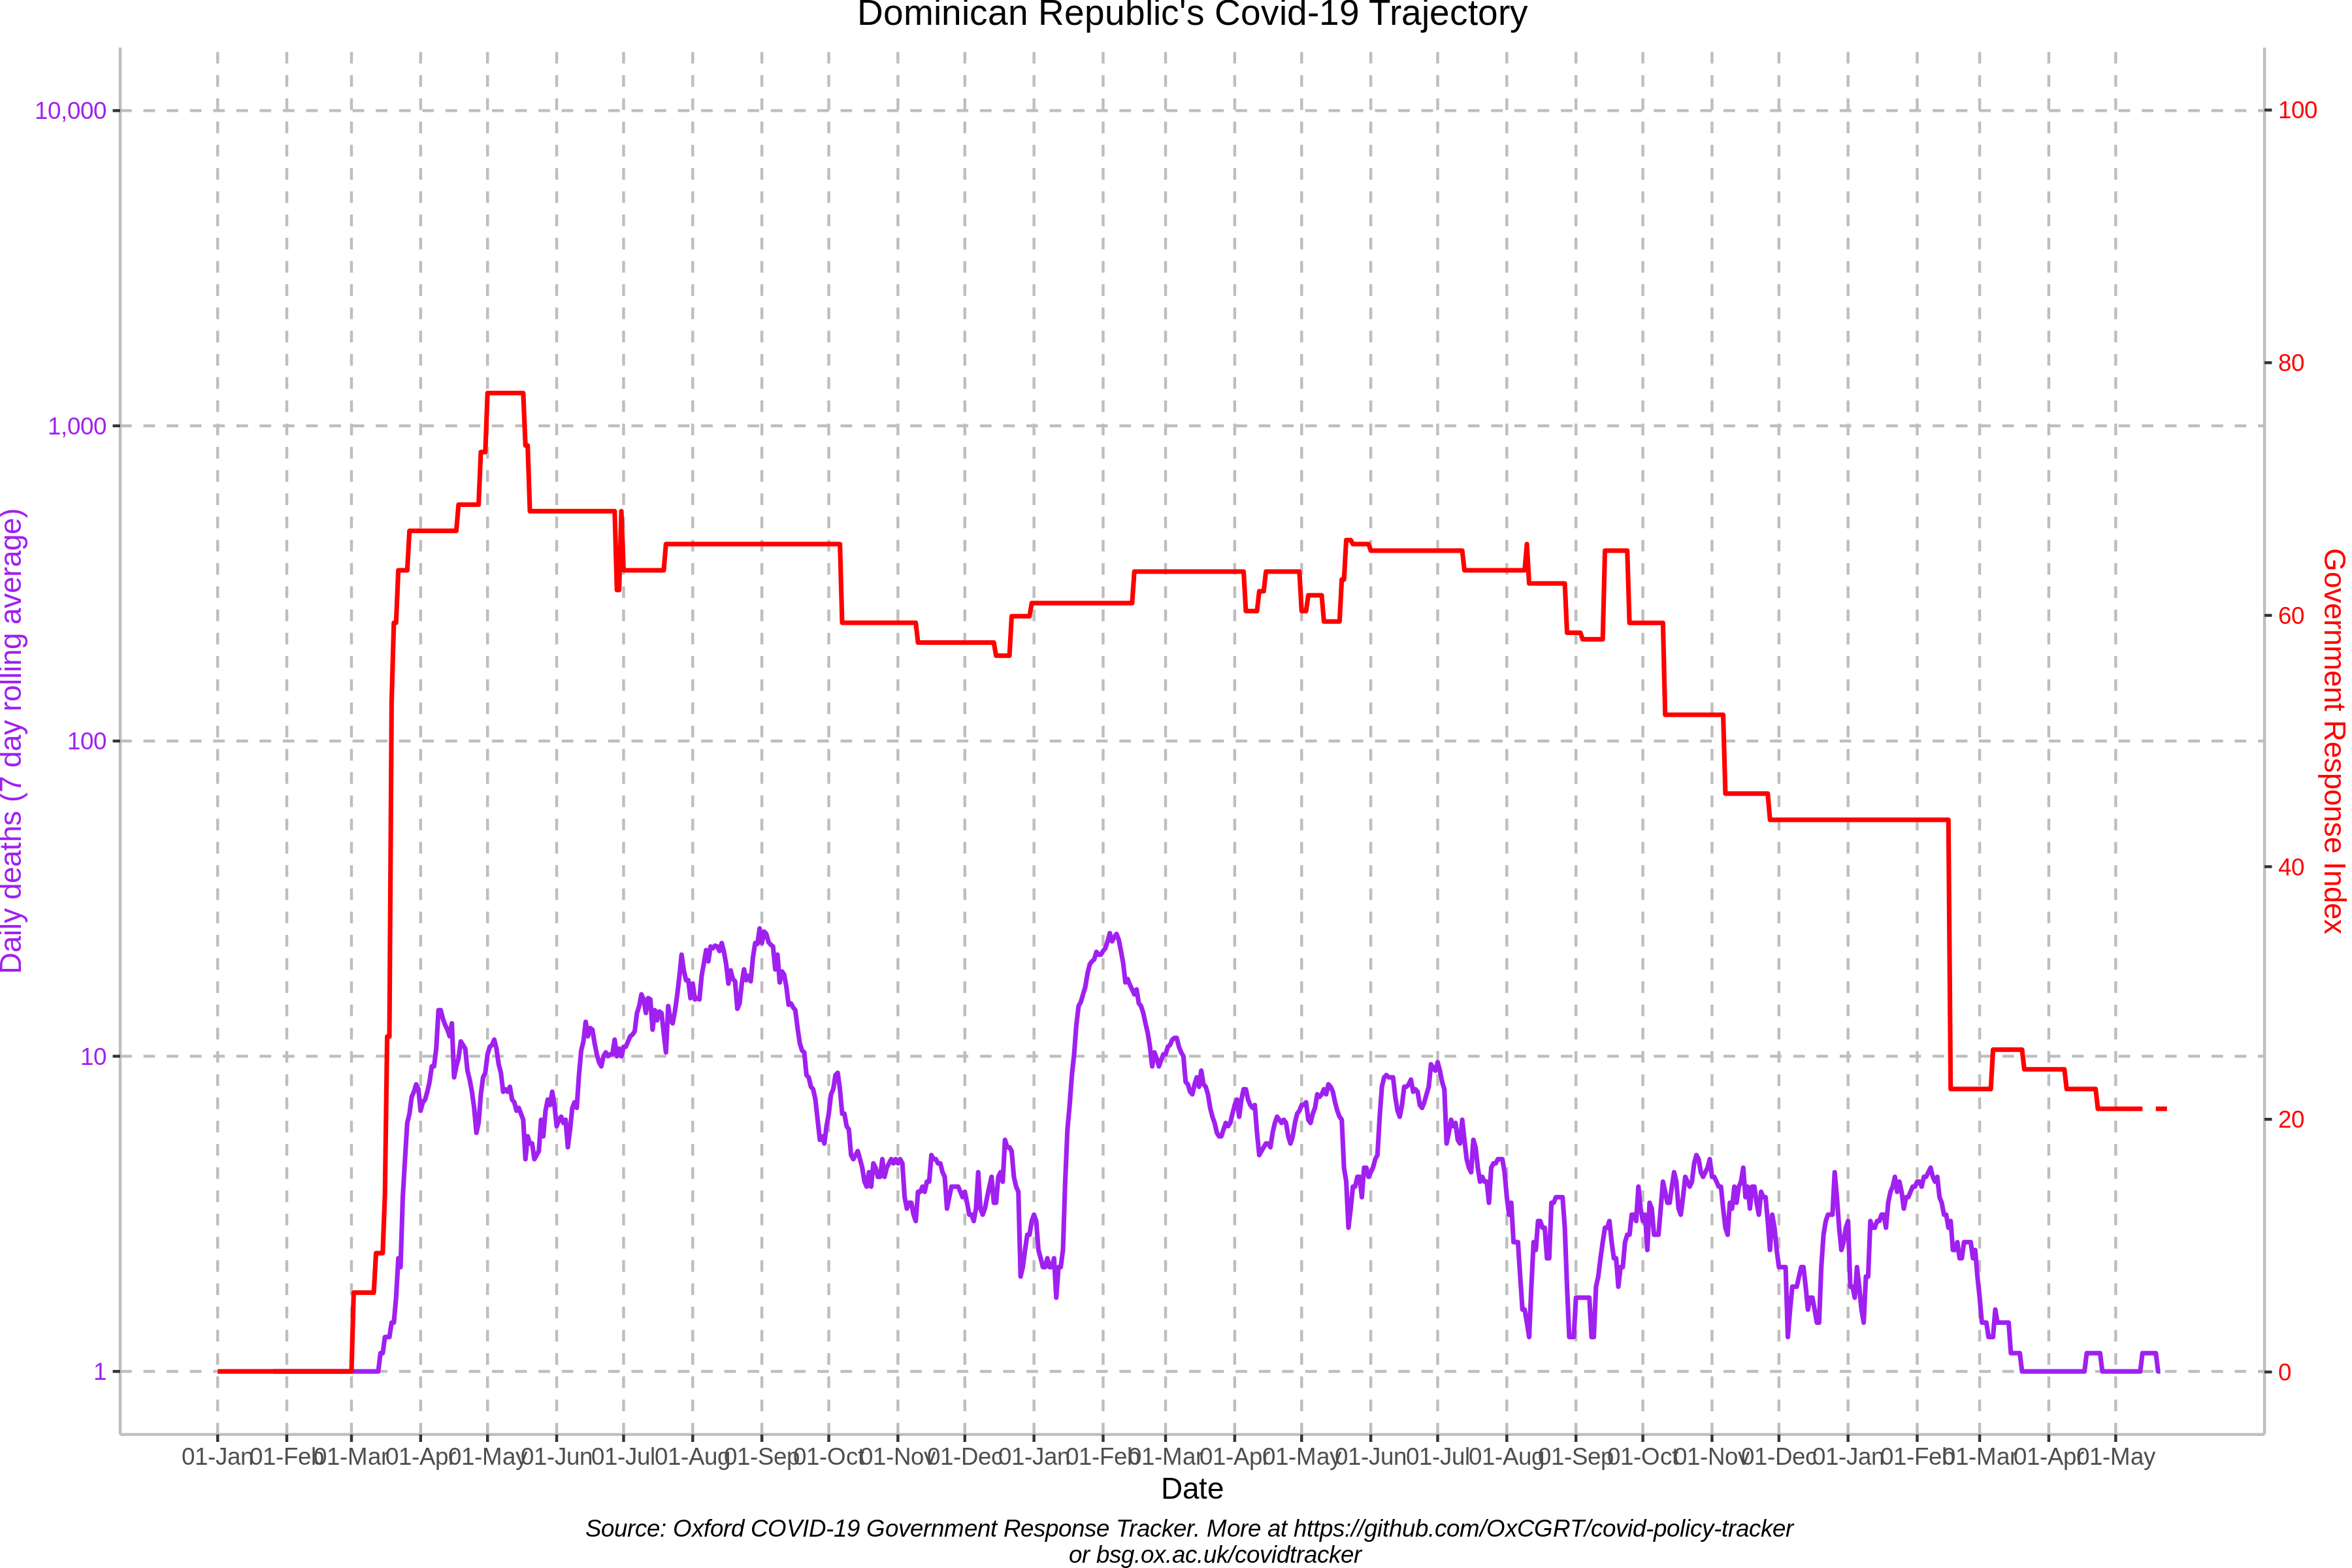 Dominican Republic's Covid-19 Trajectory
Daily deaths (7 day rolling average)
10,000
1,000
100
10
1
100
80
60
40
20
0
Government Response Index
01-Jan 01-Feb 01-Mar 01-Apr 01-May 01-Jun 01-Jul 01-Aug 01-Sep 01-Oct 01-Nov 01-Dec 01-Jan 01-Feb 01-Mar 01-Apr 01-May 01-Jun 01-Jul 01-Aug 01-Sep 01-Oct 01-Nov 01-Dec 01-Jan 01-Feb 01-Mar 01-Apr 01-May
Date
Source: Oxford COVID-19 Government Response Tracker. More at https://github.com/OxCGRT/covid-policy-tracker
or bsg.ox.ac.uk/covidtracker